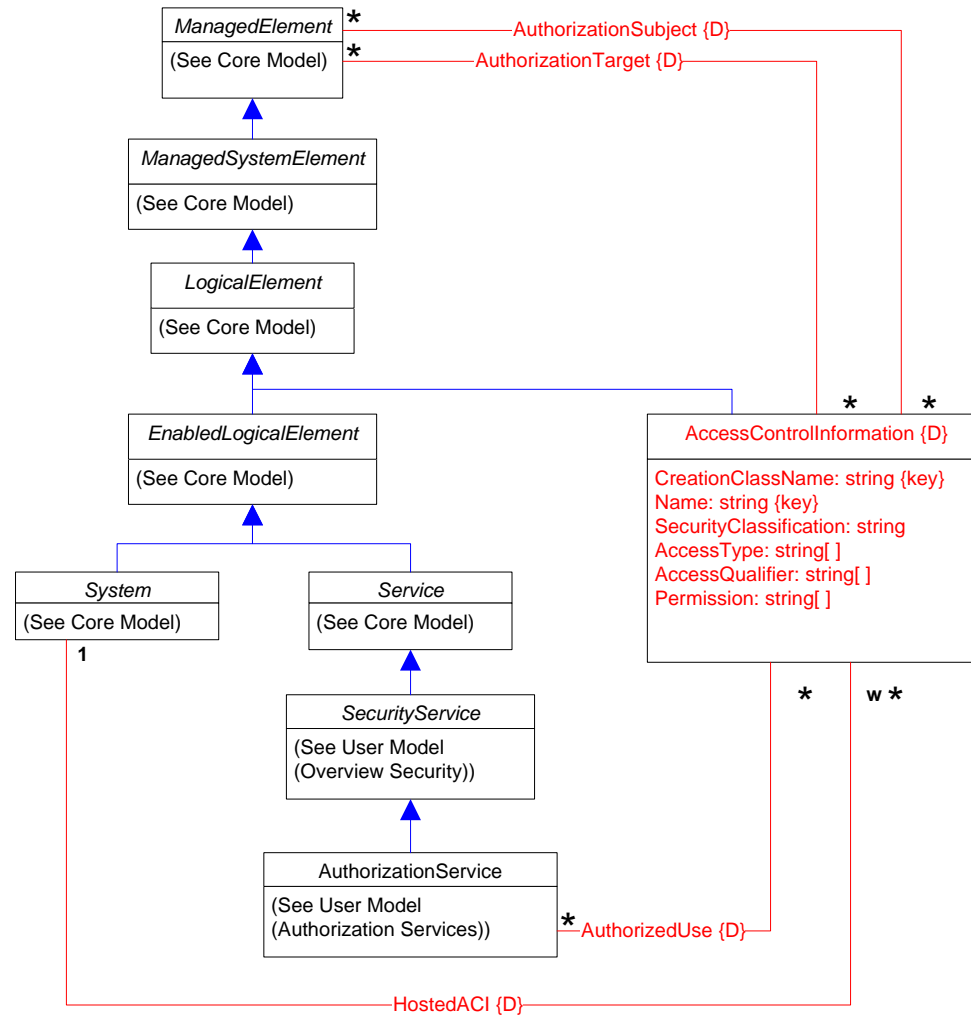 ManagedElement
(See Core Model)
*
*
AuthorizationSubject {D}
AuthorizationTarget {D}
ManagedSystemElement
(See Core Model)
LogicalElement
(See Core Model)
*
*
EnabledLogicalElement
(See Core Model)
AccessControlInformation {D}
CreationClassName: string {key}
Name: string {key}
SecurityClassification: string
AccessType: string[ ]
AccessQualifier: string[ ]
Permission: string[ ]
System
(See Core Model)
1
Service
(See Core Model)
*
w *
SecurityService
(See User Model
(Overview Security))
AuthorizationService
(See User Model
(Authorization Services))
*
AuthorizedUse {D}
HostedACI {D}